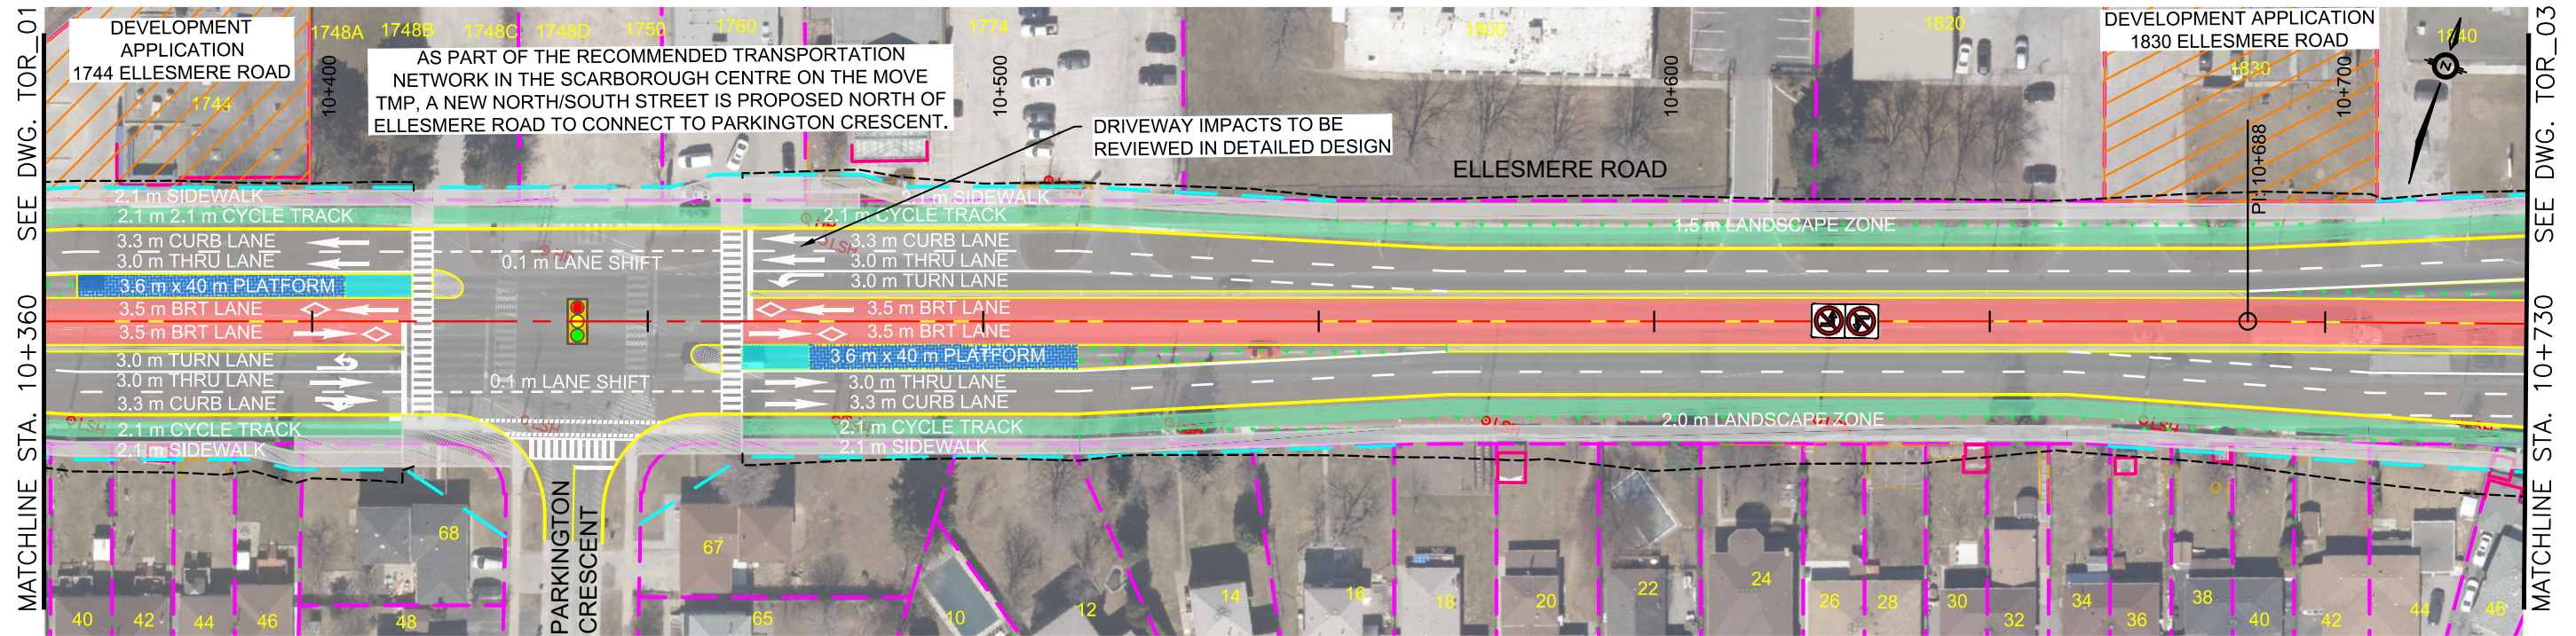 SEE DWG. TOR_01
MATCHLINE STA. 10+360
DEVELOPMENT
APPLICATION
1744 ELLESMERE ROAD
1744
1748A
1748B
1748C
1748D
1750
1760
1774
1800
1820
1830
1840
10+400
10+500
10+600
10+700
AS PART OF THE RECOMMENDED TRANSPORTATION
NETWORK IN THE SCARBOROUGH CENTRE ON THE MOVE
TMP, A NEW NORTH/SOUTH STREET IS PROPOSED NORTH OF
ELLESMERE ROAD TO CONNECT TO PARKINGTON CRESCENT.
DRIVEWAY IMPACTS TO BE
REVIEWED IN DETAILED DESIGN
ELLESMERE ROAD
DEVELOPMENT APPLICATION
1830 ELLESMERE ROAD
N
PI: 10+688
2.1 m SIDEWALK
2.1 m 2.1 m CYCLE TRACK
3.3 m CURB LANE
3.0 m THRU LANE
3.6 m x 40 m PLATFORM
3.5 m BRT LANE
3.5 m BRT LANE
3.0 m TURN LANE
3.0 m THRU LANE
3.3 m CURB LANE
2.1 m CYCLE TRACK
2.1 m SIDEWALK
0.1 m LANE SHIFT
0.1 m LANE SHIFT
2.1 m SIDEWALK
2.1 m CYCLE TRACK
3.3 m CURB LANE
3.0 m THRU LANE
3.0 m TURN LANE
3.5 m BRT LANE
3.5 m BRT LANE
3.6 m x 40 m PLATFORM
3.0 m THRU LANE
3.3 m CURB LANE
2.1 m CYCLE TRACK
2.1 m SIDEWALK
1.5 m LANDSCAPE ZONE
2.0 m LANDSCAPE ZONE
PARKINGTON
CRESCENT
68
67
40
42
44
46
48
65
10
12
14
16
18
20
22
24
26
28
30
32
34
36
38
40
42
44
46
SEE DWG. TOR_03
MATCHLINE STA. 10+730